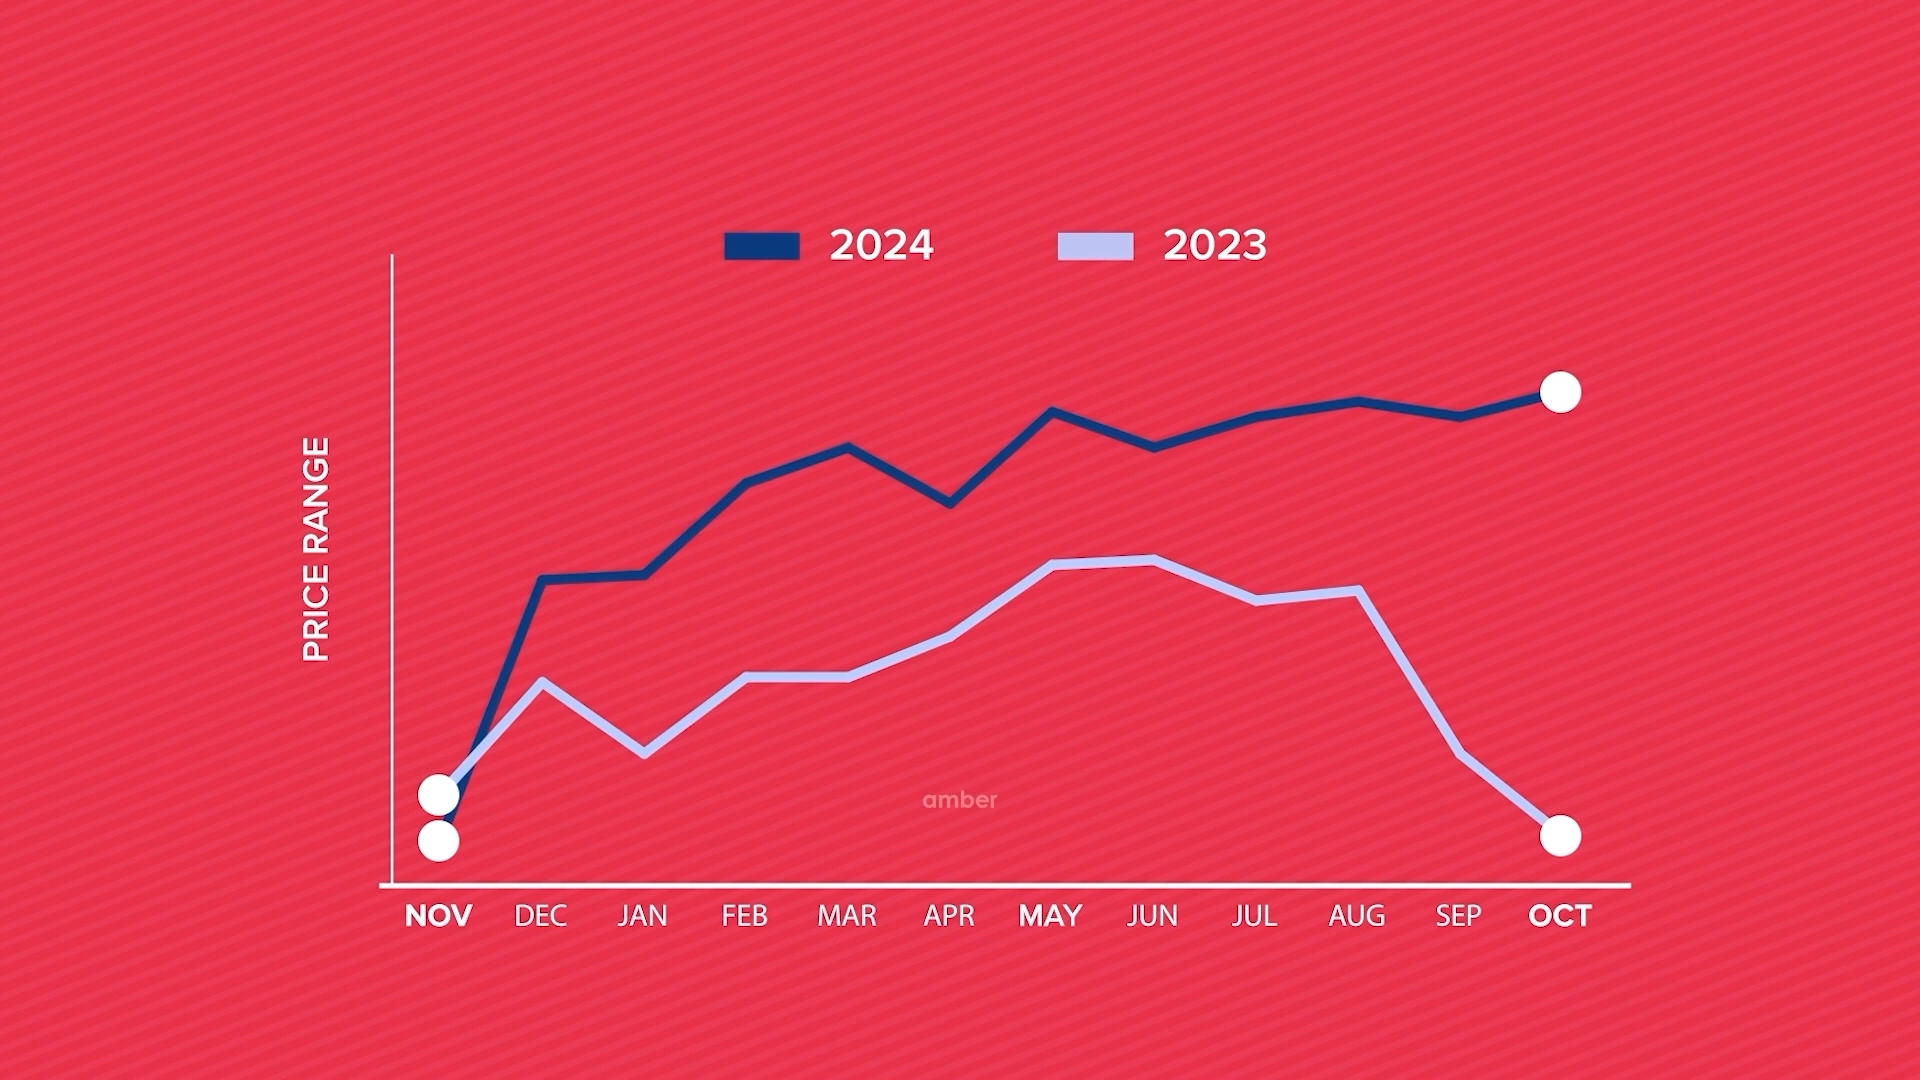 2024 2023
PRICE RANGE
amber
NOV DEC JAN FEB MAR APR MAY JUN JUL AUG SEP OCT